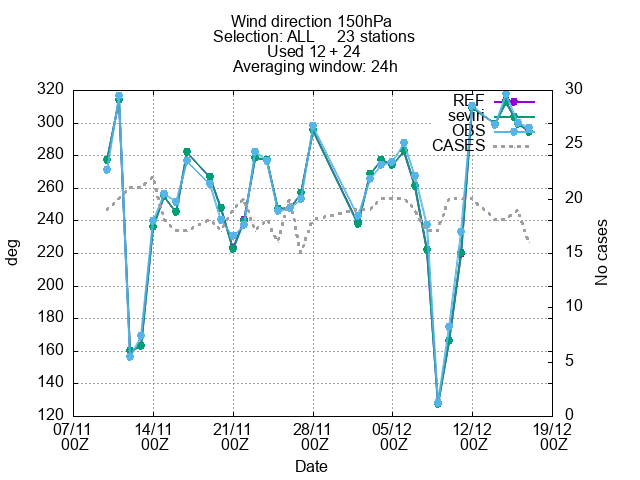 Wind direction 150hPa
Selection: ALL 23 stations
Used 12 + 24
Averaging window: 24h
320 30
REF
300
sevin
OBS
280 25
CASES
260
240 20
220
200 15
180 10
160
140 5
120 0
deg
No cases
07/11 14/11 21/11 28/11 05/12 12/12 19/12
00Z 00Z 00Z 00Z 00Z 00Z 00Z
Date